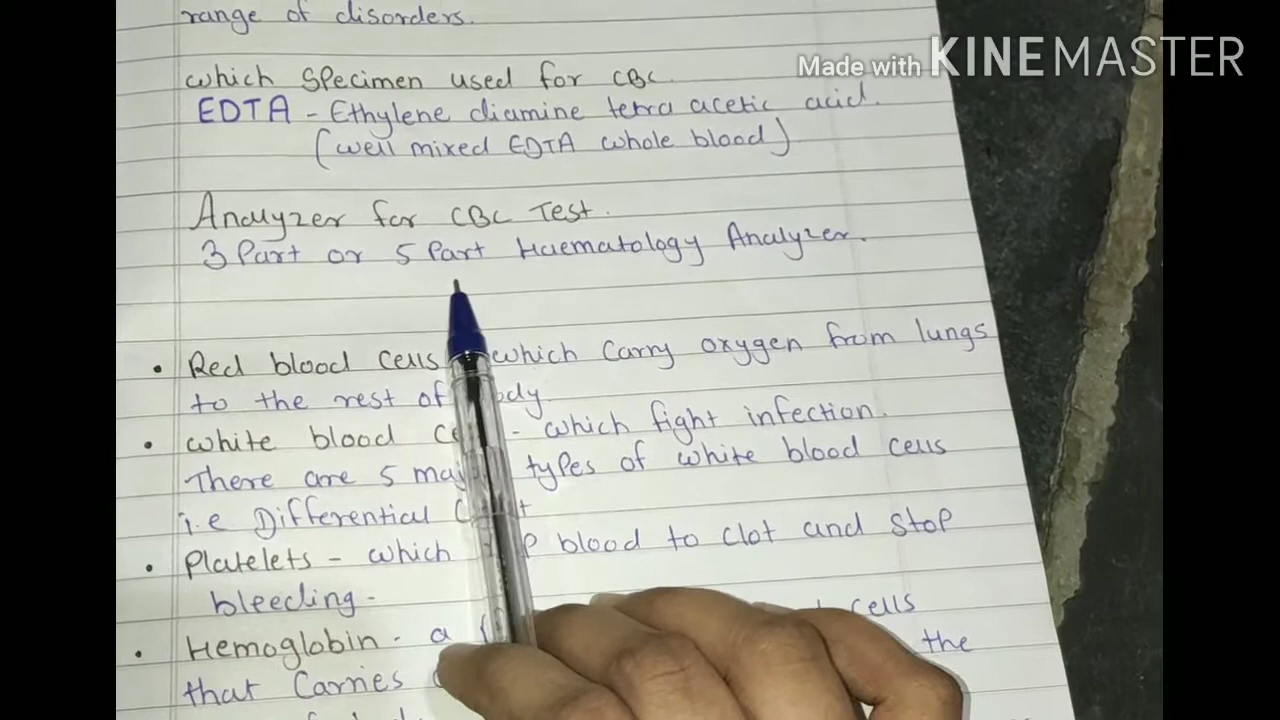 range of disorders.
Made with KINEMASTER
which specimen used for CBC.
EDTA - Ethylene diamine tetra acetic acid.
(well mixed EDTA whole blood)
Analyzer for CBC Test.
3 Part or 5 Part Haematology Analyzer.
• Red blood cells which carry oxygen from lungs
to the rest of
• White blood - which fight infection.
There are 5 types of white blood cells
i.e Differential
• Platelets - which blood to clot and stop
bleeding -
• Hemoglobin - a cells
that carries the